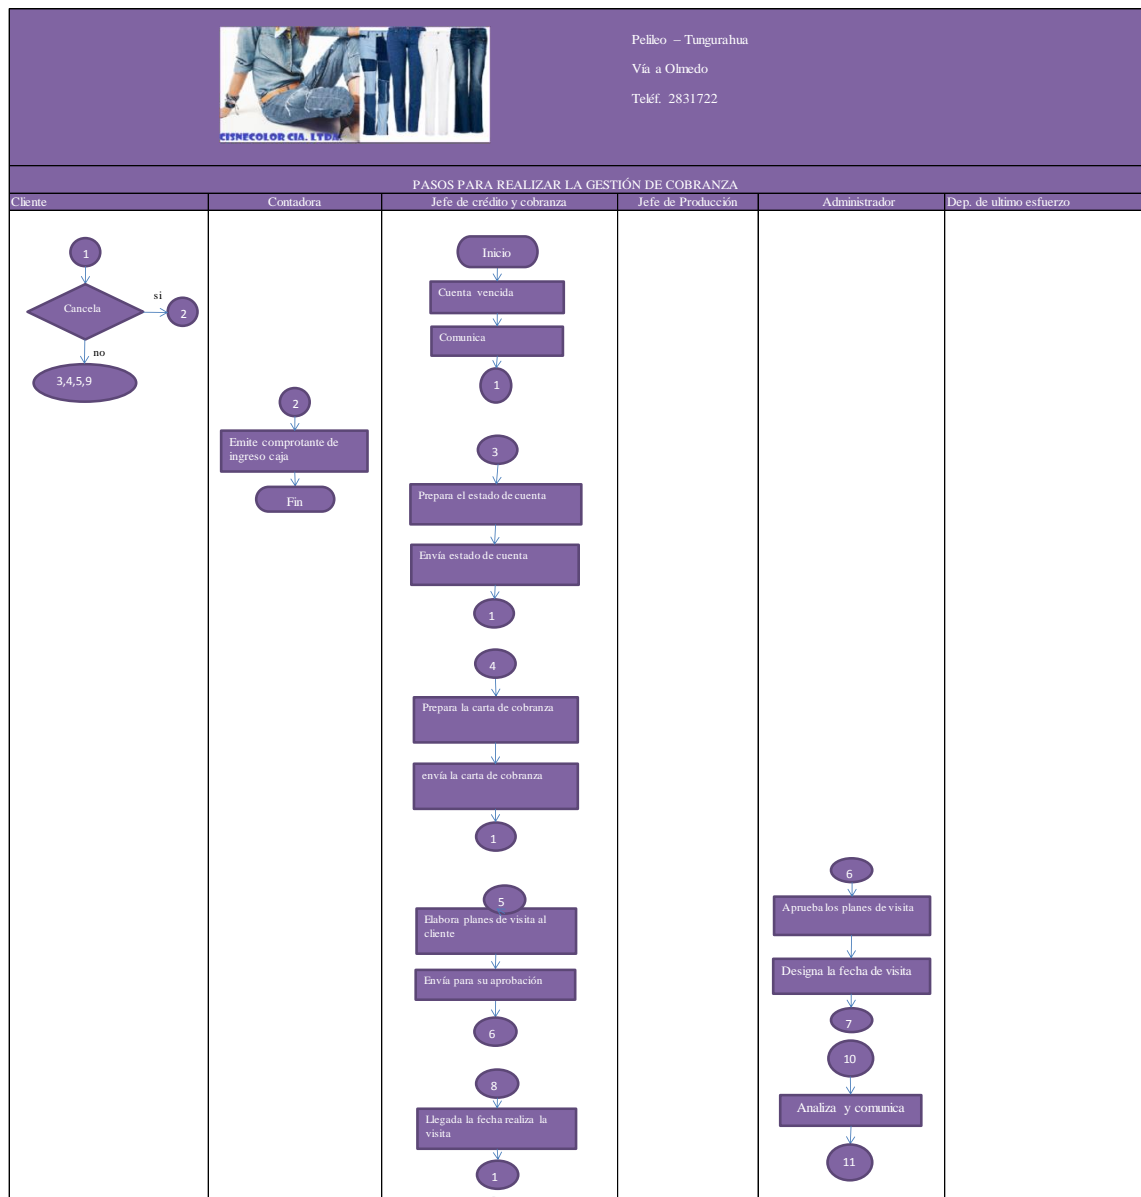 CISNECOLOR CIA. LTDA.
Pelileo – Tungurahua
Vía a Olmedo
Teléf. 2831722
PASOS PARA REALIZAR LA GESTIÓN DE COBRANZA
Cliente
Contadora
Jefe de crédito y cobranza
Jefe de Producción
Administrador
Dep. de ultimo esfuerzo
1
Cancela
si
2
no
3,4,5,9
2
Emite comprotante de
ingreso caja
Fin
Inicio
Cuenta vencida
Comunica
1
3
Prepara el estado de cuenta
Envía estado de cuenta
1
4
Prepara la carta de cobranza
envía la carta de cobranza
1
5
Elabora planes de visita al
cliente
Envía para su aprobación
6
8
Llegada la fecha realiza la
visita
1
6
Aprueba los planes de visita
Designa la fecha de visita
7
10
Analiza y comunica
11